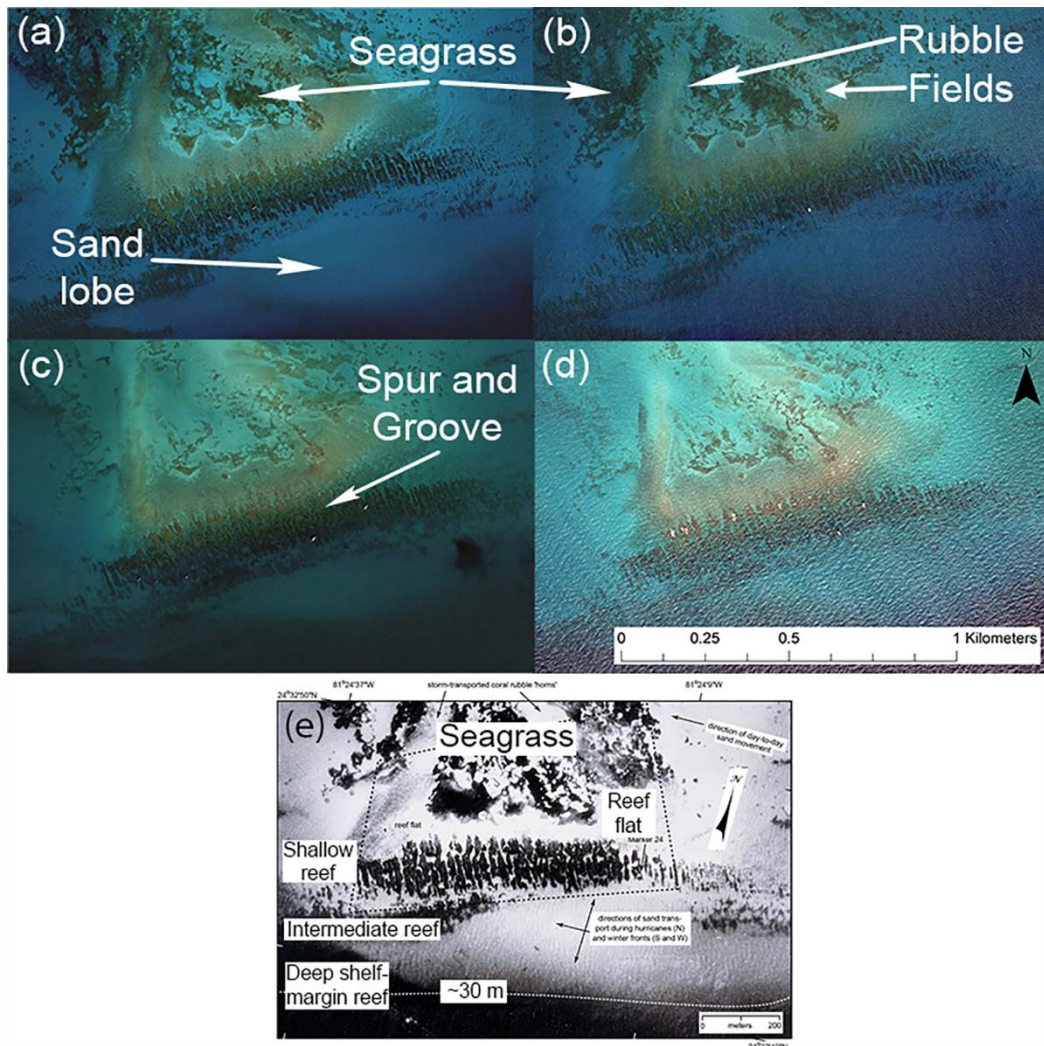 (a)
Seagrass
Sand
lobe
(b)
Rubble
Fields
(c)
Spur and
Groove
(d)
N
0 0.25 0.5 1 Kilometers
81°24'37"W
storm-transported coral rubble 'horns'
81°24'9"W
24°32'50"N
(e)
Seagrass
direction of day-to-day
sand movement
N
Reef
flat
reef flat
Marker 24
Shallow
reef
Intermediate reef
directions of sand trans-
port during hurricanes (N)
and winter fronts (S and W)
Deep shelf-
margin reef
~30 m
0 meters 200